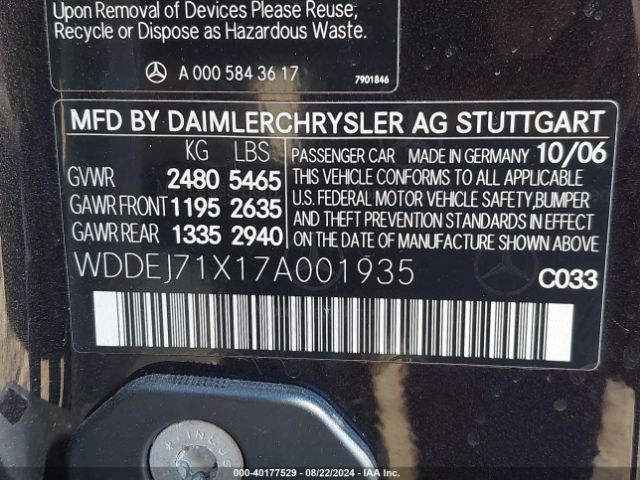 Upon Removal of Devices Please Reuse,
Recycle or Dispose as Hazardous Waste.
A 000 584 36 17 7901846
MFD BY DAIMLERCHRYSLER AG STUTTGART
KG LBS PASSENGER CAR MADE IN GERMANY 10/06
GVWR 2480 5465 THIS VEHICLE CONFORMS TO ALL APPLICABLE
U.S. FEDERAL MOTOR VEHICLE SAFETY, BUMPER
GAWR FRONT 1195 2635 AND THEFT PREVENTION STANDARDS IN EFFECT
GAWR REAR 1335 2940 ON THE DATE OF MANUFACTURE SHOWN ABOVE.
WDDEJ71X17A001935 C033
000-40177529 - 08/22/2024 - IAA Inc.